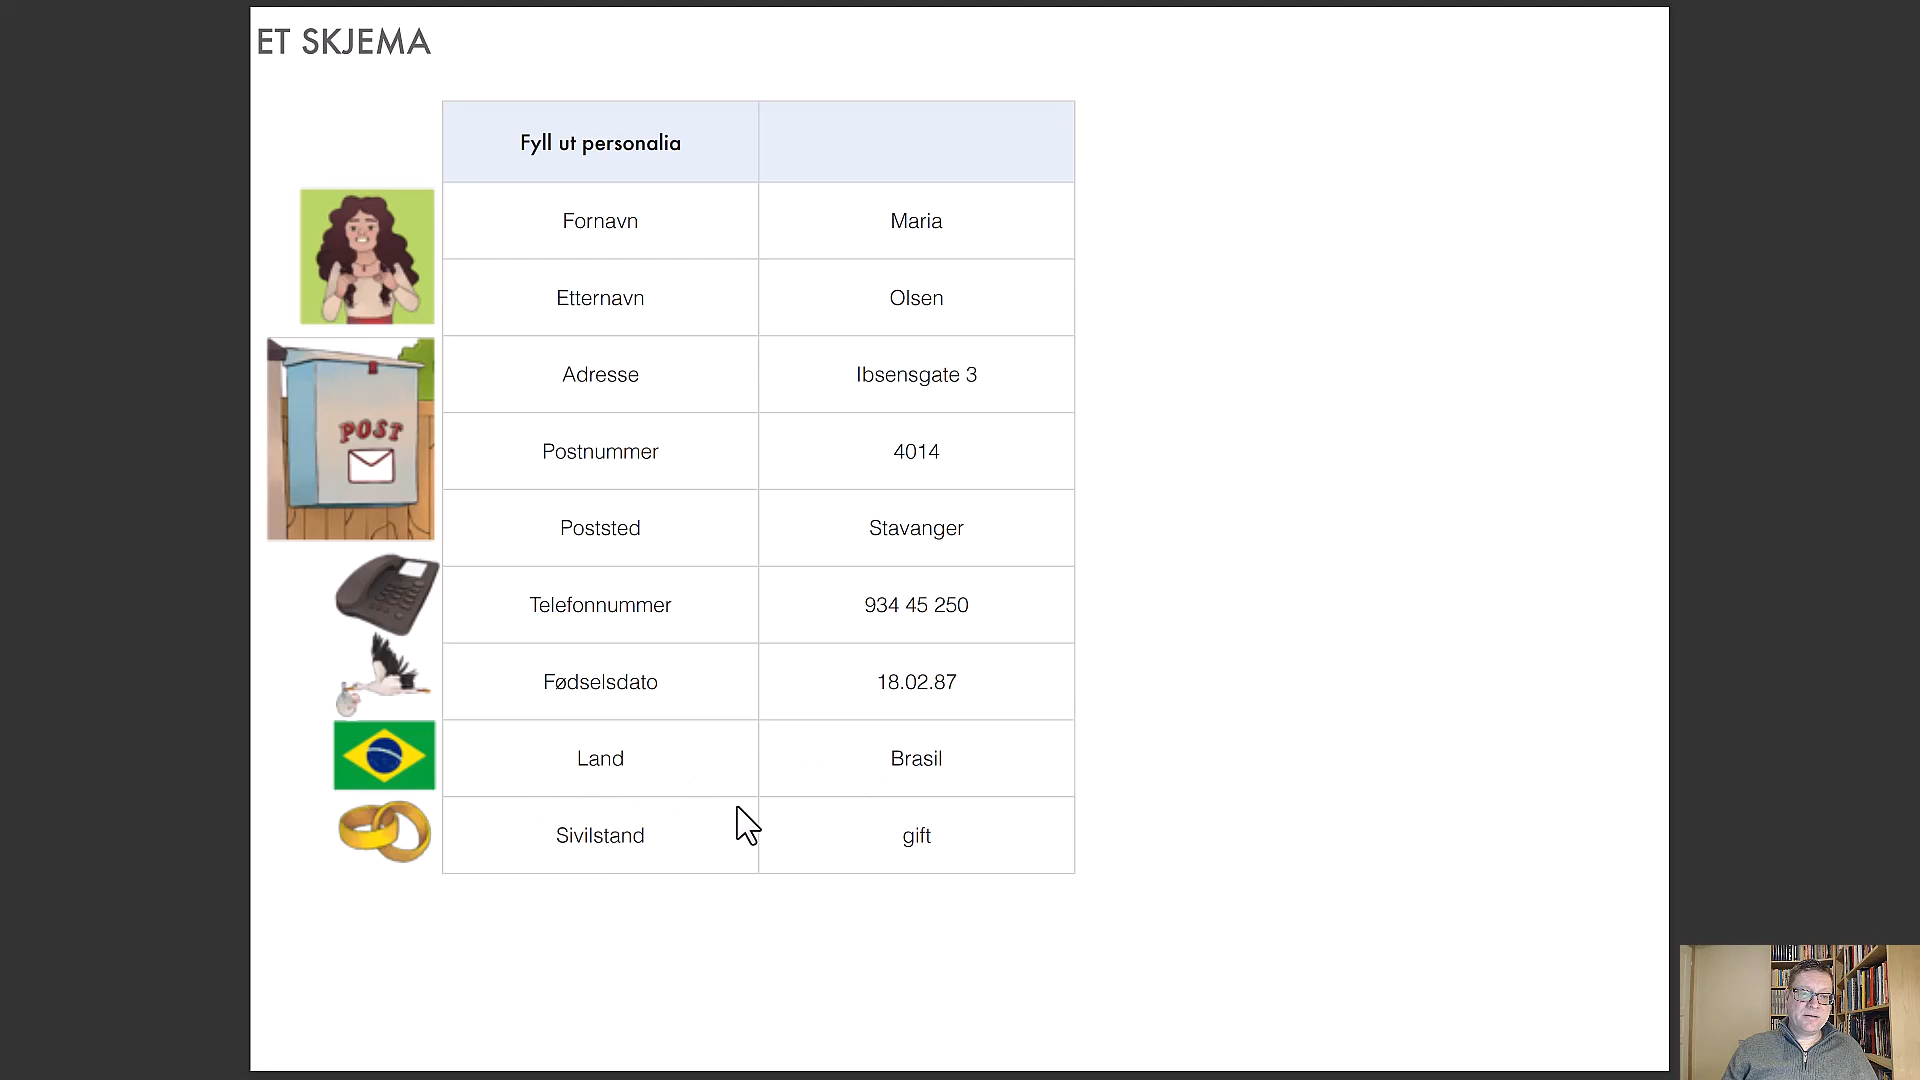 ET SKJEMA
Fyll ut personalia
Fornavn Maria
Etternavn Olsen
Adresse Ibsensgate 3
Postnummer 4014
Poststed Stavanger
Telefonnummer 934 45 250
Fødselsdato 18.02.87
Land Brasil
Sivilstand gift
POST